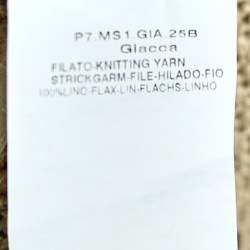 P7.MS1.GIA.25B
Giacca
FILATO-KNITTING YARN
STRICKGARM-FILE-HILADO-FIO
100%LINO-FLAX-LIN-FLACHS-LINHO